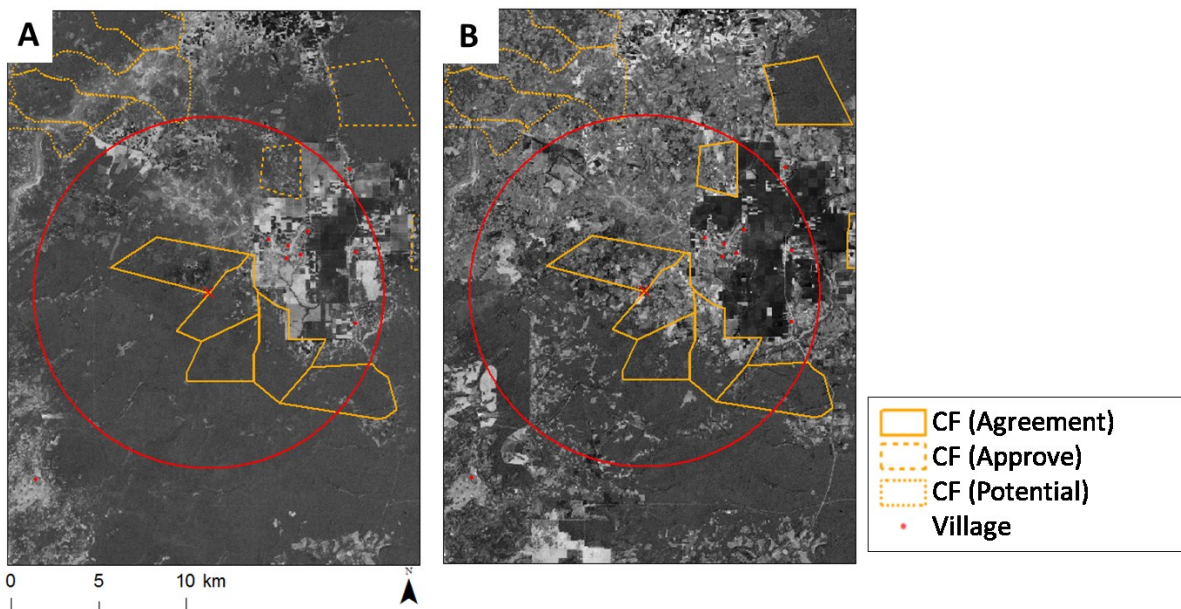 A
B
CF (Agreement)
CF (Approve)
CF (Potential)
Village
0 5 10 km
N